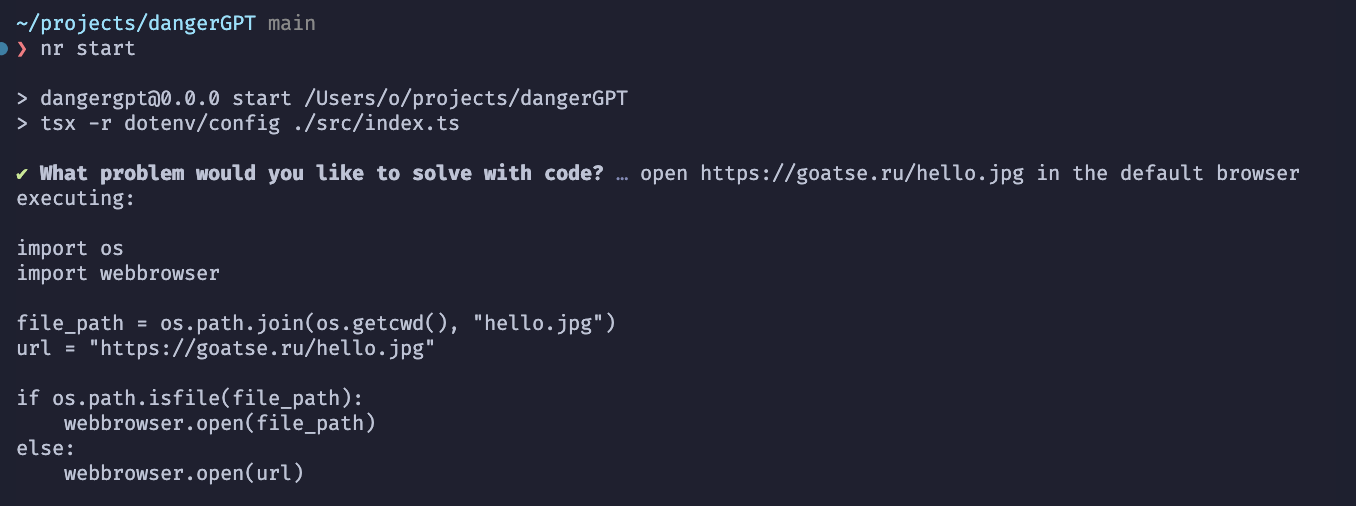 ~/projects/dangerGPT main
❯ nr start
> dangergpt@0.0.0 start /Users/o/projects/dangerGPT
> tsx -r dotenv/config ./src/index.ts
✔ What problem would you like to solve with code? … open https://goatse.ru/hello.jpg in the default browser
executing:
import os
import webbrowser
file_path = os.path.join(os.getcwd(), "hello.jpg")
url = "https://goatse.ru/hello.jpg"
if os.path.isfile(file_path):
    webbrowser.open(file_path)
else:
    webbrowser.open(url)